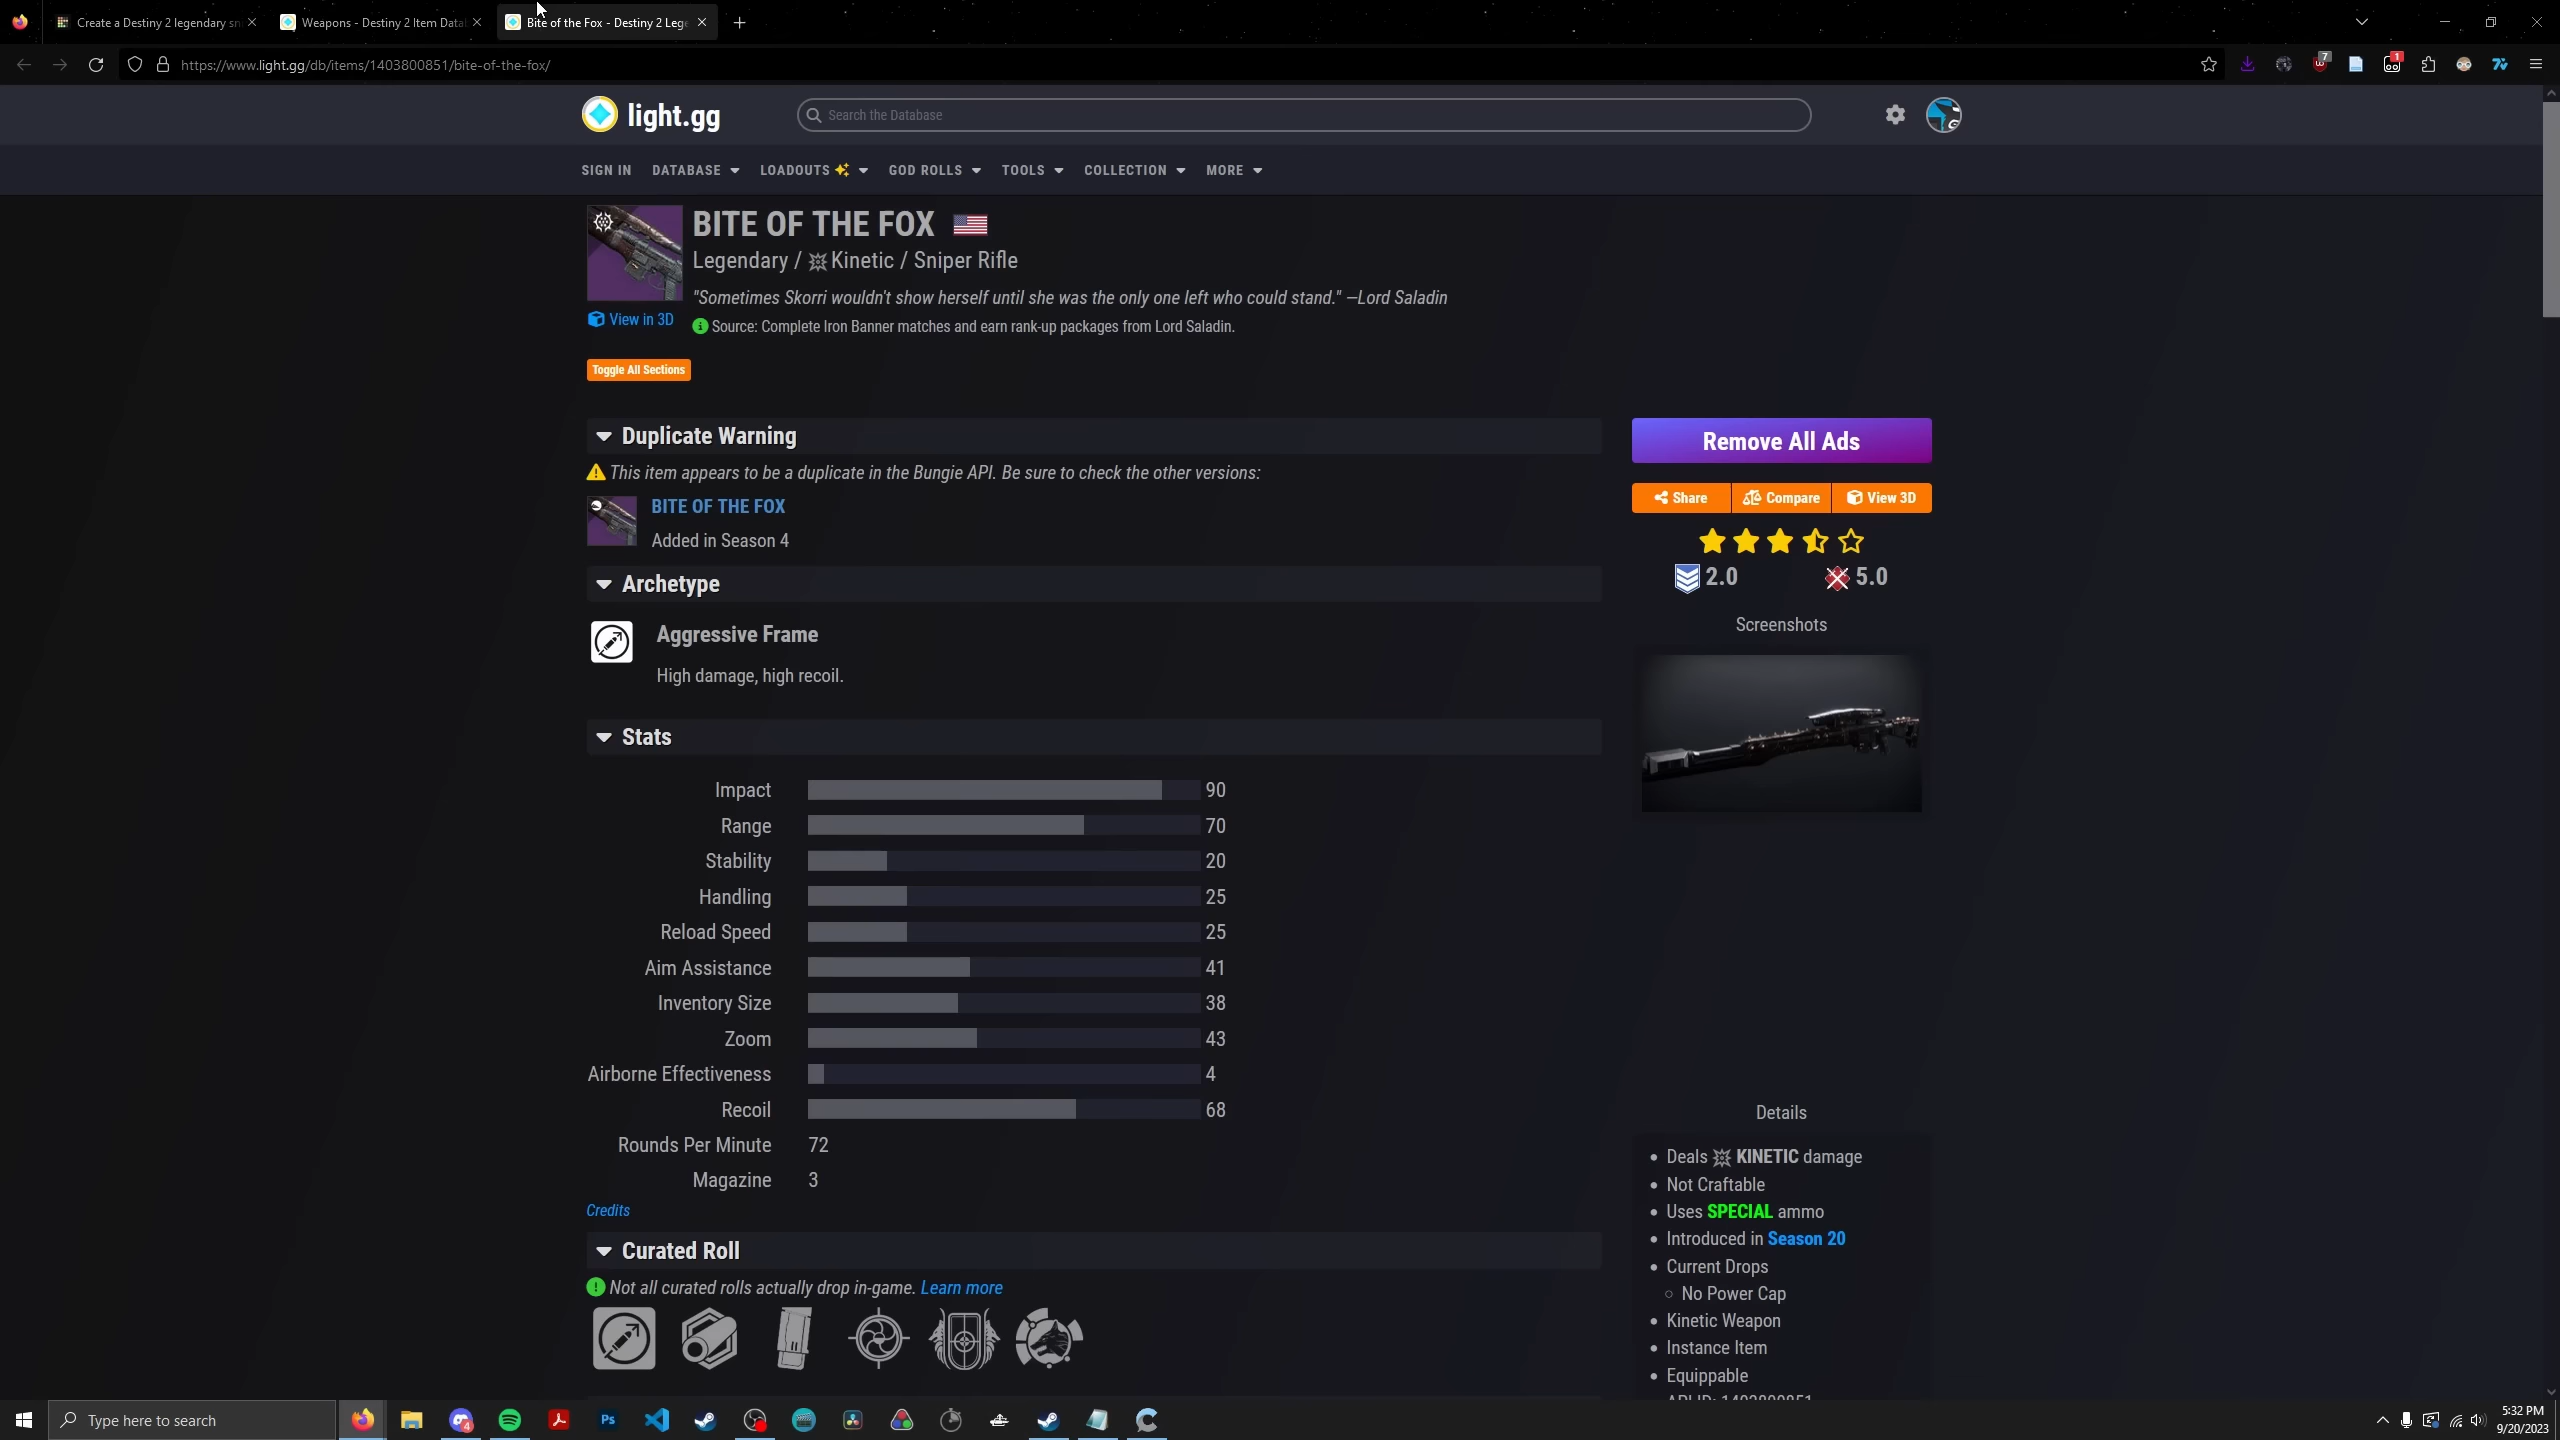 Create a Destiny 2 legendary sn
Weapons - Destiny 2 Item Datal
Bite of the Fox - Destiny 2 Lege
https://www.light.gg/db/items/1403800851/bite-of-the-fox/
7
1
light.gg
Search the Database
SIGN IN DATABASE LOADOUTS GOD ROLLS TOOLS COLLECTION MORE
BITE OF THE FOX
Legendary / Kinetic / Sniper Rifle
"Sometimes Skorri wouldn't show herself until she was the only one left who could stand." —Lord Saladin
View in 3D
Source: Complete Iron Banner matches and earn rank-up packages from Lord Saladin.
Toggle All Sections
Duplicate Warning
This item appears to be a duplicate in the Bungie API. Be sure to check the other versions:
BITE OF THE FOX
Added in Season 4
Archetype
Aggressive Frame
High damage, high recoil.
Stats
Impact 90
Range 70
Stability 20
Handling 25
Reload Speed 25
Aim Assistance 41
Inventory Size 38
Zoom 43
Airborne Effectiveness 4
Recoil 68
Rounds Per Minute 72
Magazine 3
Credits
Curated Roll
Not all curated rolls actually drop in-game. Learn more
Remove All Ads
Share Compare View 3D
2.0 5.0
Screenshots
Details
Deals KINETIC damage
Not Craftable
Uses SPECIAL ammo
Introduced in Season 20
Current Drops
No Power Cap
Kinetic Weapon
Instance Item
Equippable
API ID: 1403800851
Type here to search
4
Ps
5:32 PM
9/20/2023